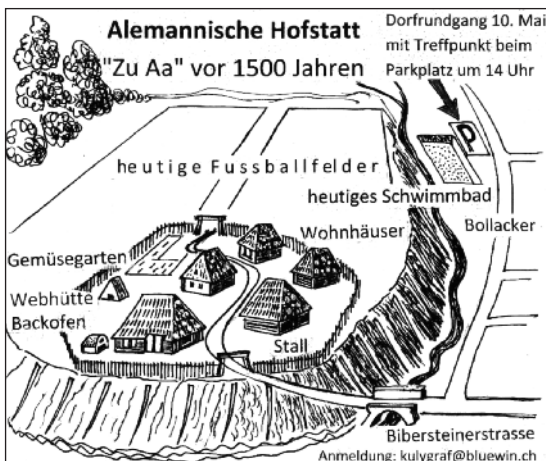 Alemannische Hofstatt
"Zu Aa" vor 1500 Jahren
Dorfrundgang 10. Mai
mit Treffpunkt beim
Parkplatz um 14 Uhr
P
heutige Fussballfelder
heutiges Schwimmbad
Wohnhäuser
Bollacker
Gemüsegarten
Webhütte
Backofen
Stall
Bibersteinerstrasse
Anmeldung: kulygraf@bluewin.ch